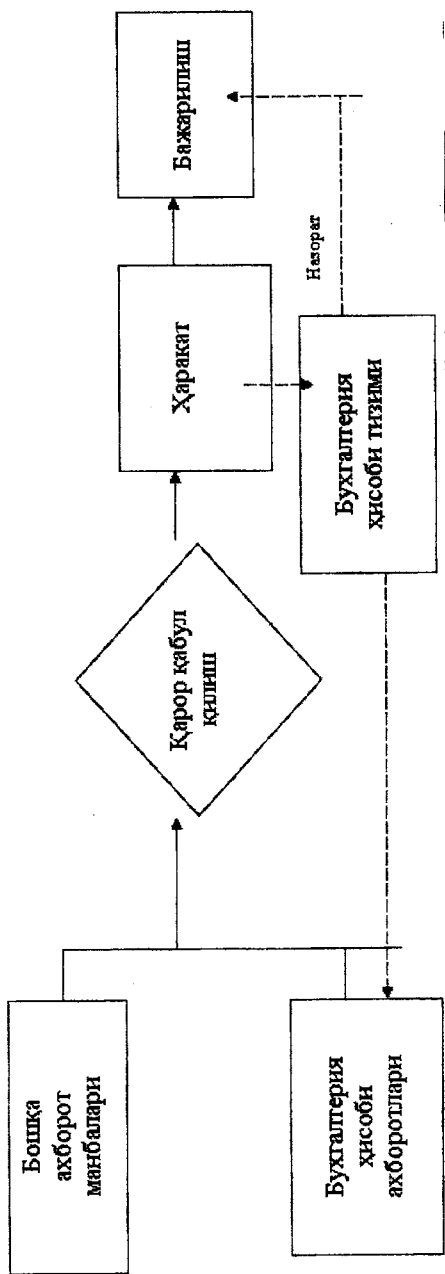 Бошқа
ахборот
манбалари
Бухгалтерия
ҳисоби
ахборотлари
Қарор қабул
қилиш
Ҳаракат
Бажарилиш
Бухгалтерия
ҳисоби тизими
Назорат